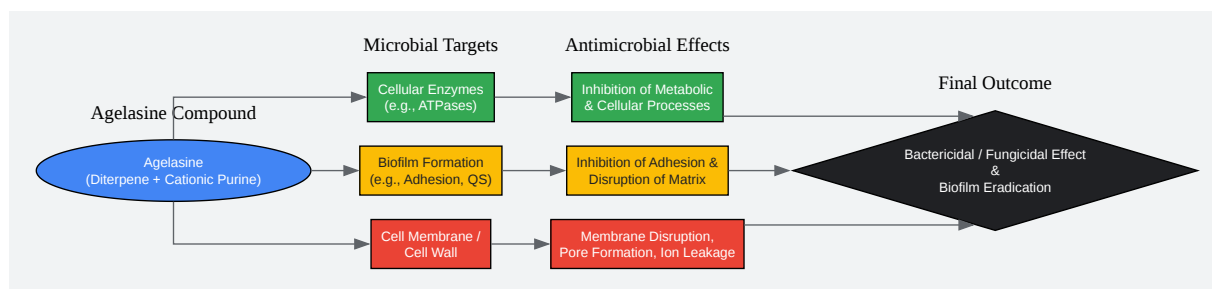 Microbial Targets
Antimicrobial Effects
Final Outcome
Agelasine Compound
Cellular Enzymes
(e.g., ATPases)
Inhibition of Metabolic
& Cellular Processes
Agelasine
(Diterpene + Cationic Purine)
Biofilm Formation
(e.g., Adhesion, QS)
Inhibition of Adhesion &
Disruption of Matrix
Bactericidal / Fungicidal Effect
&
Biofilm Eradication
Cell Membrane /
Cell Wall
Membrane Disruption,
Pore Formation, Ion Leakage